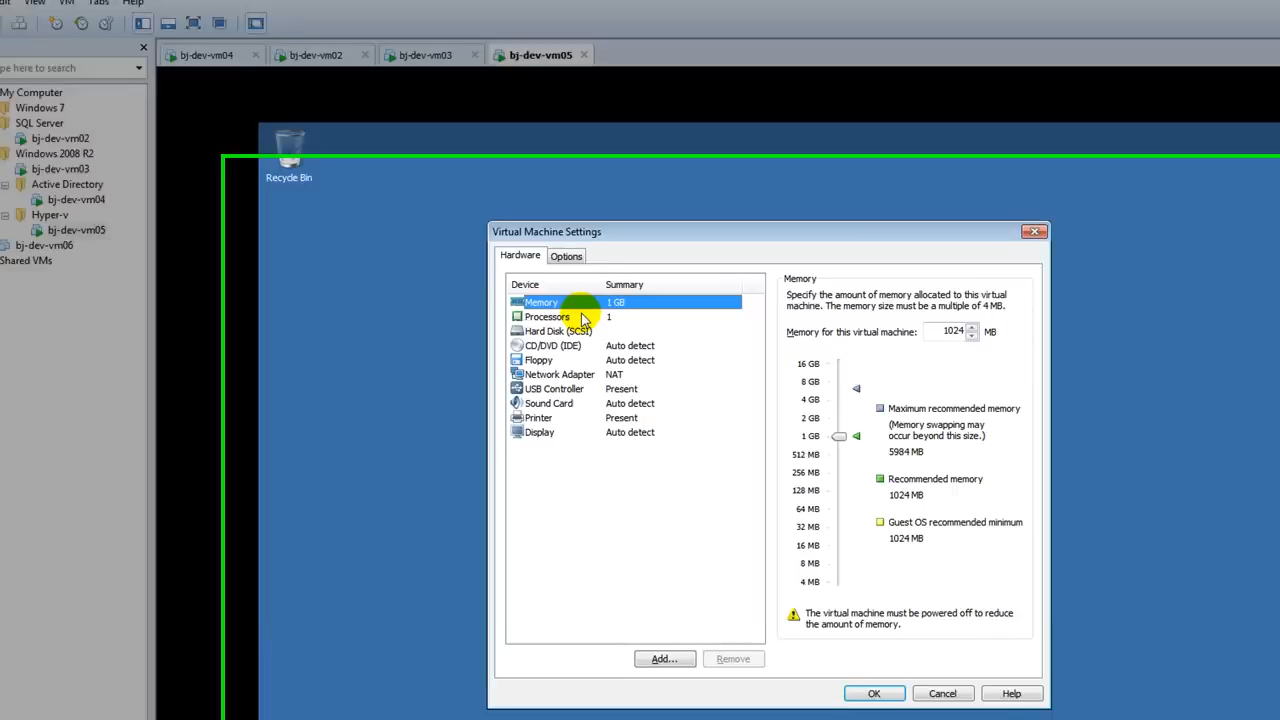 View VM Tabs Help
bj-dev-vm04
bj-dev-vm02
bj-dev-vm03
bj-dev-vm05
pe here to search
My Computer
Windows 7
SQL Server
bj-dev-vm02
Windows 2008 R2
bj-dev-vm03
Active Directory
bj-dev-vm04
Hyper-v
bj-dev-vm05
bj-dev-vm06
Shared VMs
Recycle Bin
Virtual Machine Settings
Hardware
Options
Device
Summary
Memory 1 GB
Processors 1
Hard Disk (SCSI)
CD/DVD (IDE) Auto detect
Floppy Auto detect
Network Adapter NAT
USB Controller Present
Sound Card Auto detect
Printer Present
Display Auto detect
Add...
Remove
Memory
Specify the amount of memory allocated to this virtual
machine. The memory size must be a multiple of 4 MB.
Memory for this virtual machine: 1024 MB
16 GB
8 GB
4 GB
2 GB
1 GB
512 MB
256 MB
128 MB
64 MB
32 MB
16 MB
8 MB
4 MB
Maximum recommended memory
(Memory swapping may
occur beyond this size.)
5984 MB
Recommended memory
1024 MB
Guest OS recommended minimum
1024 MB
The virtual machine must be powered off to reduce
the amount of memory.
OK
Cancel
Help